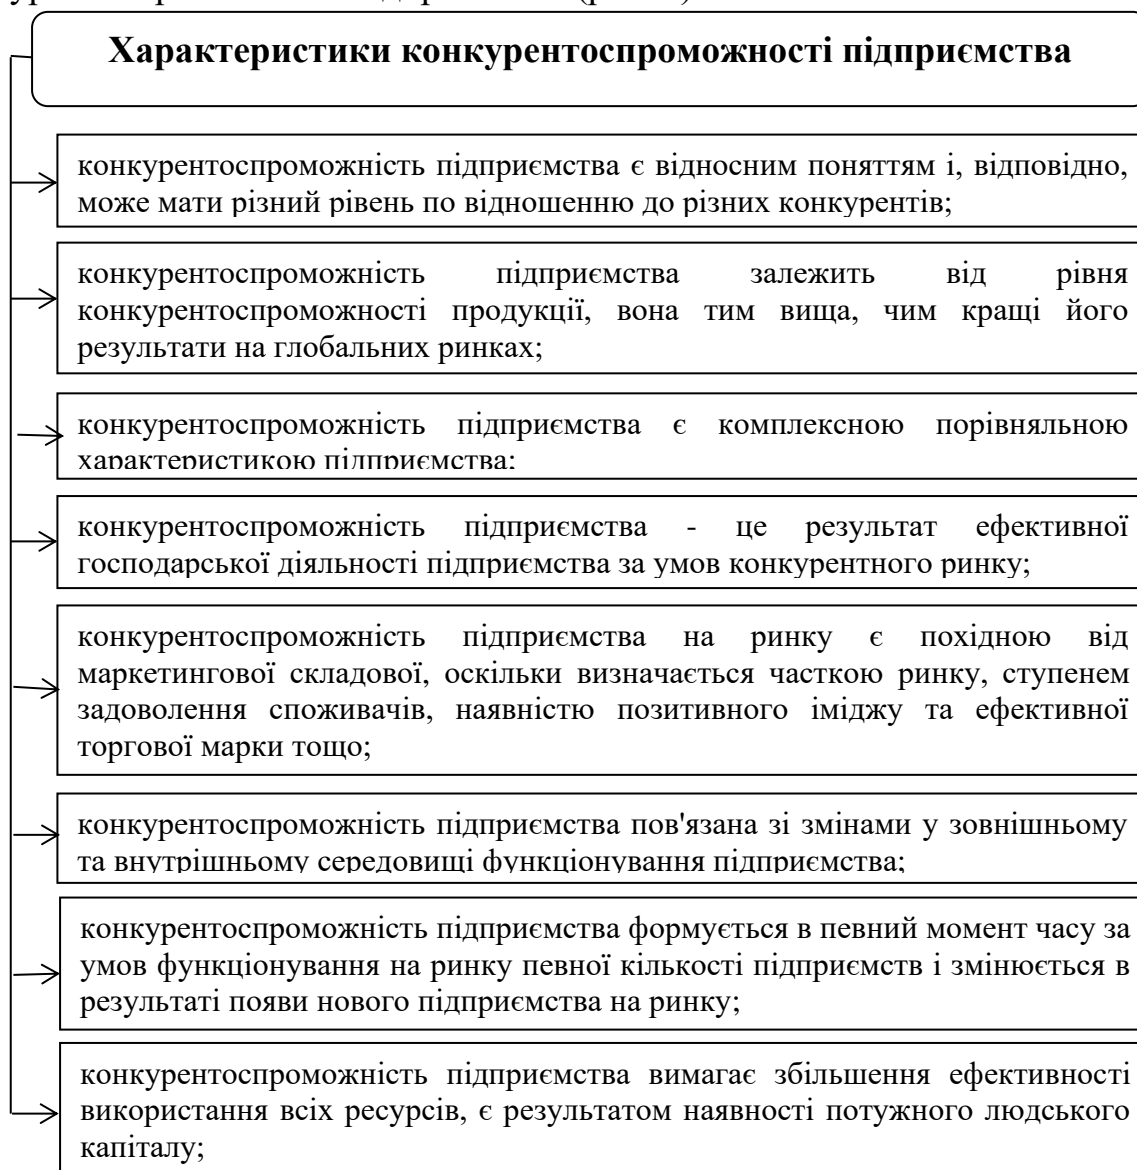 Характеристики конкурентоспроможності підприємства
конкурентоспроможність підприємства є відносним поняттям і, відповідно,
може мати різний рівень по відношенню до різних конкурентів;
конкурентоспроможність підприємства залежить від рівня
конкурентоспроможності продукції, вона тим вища, чим кращі його
результати на глобальних ринках;
конкурентоспроможність підприємства є комплексною порівняльною
характеристикою підприємства;
конкурентоспроможність підприємства - це результат ефективної
господарської діяльності підприємства за умов конкурентного ринку;
конкурентоспроможність підприємства на ринку є похідною від
маркетингової складової, оскільки визначається часткою ринку, ступенем
задоволення споживачів, наявністю позитивного іміджу та ефективної
торгової марки тощо;
конкурентоспроможність підприємства пов'язана зі змінами у зовнішньому
та внутрішньому середовищі функціонування підприємства;
конкурентоспроможність підприємства формується в певний момент часу за
умов функціонування на ринку певної кількості підприємств і змінюється в
результаті появи нового підприємства на ринку;
конкурентоспроможність підприємства вимагає збільшення ефективності
використання всіх ресурсів, є результатом наявності потужного людського
капіталу;